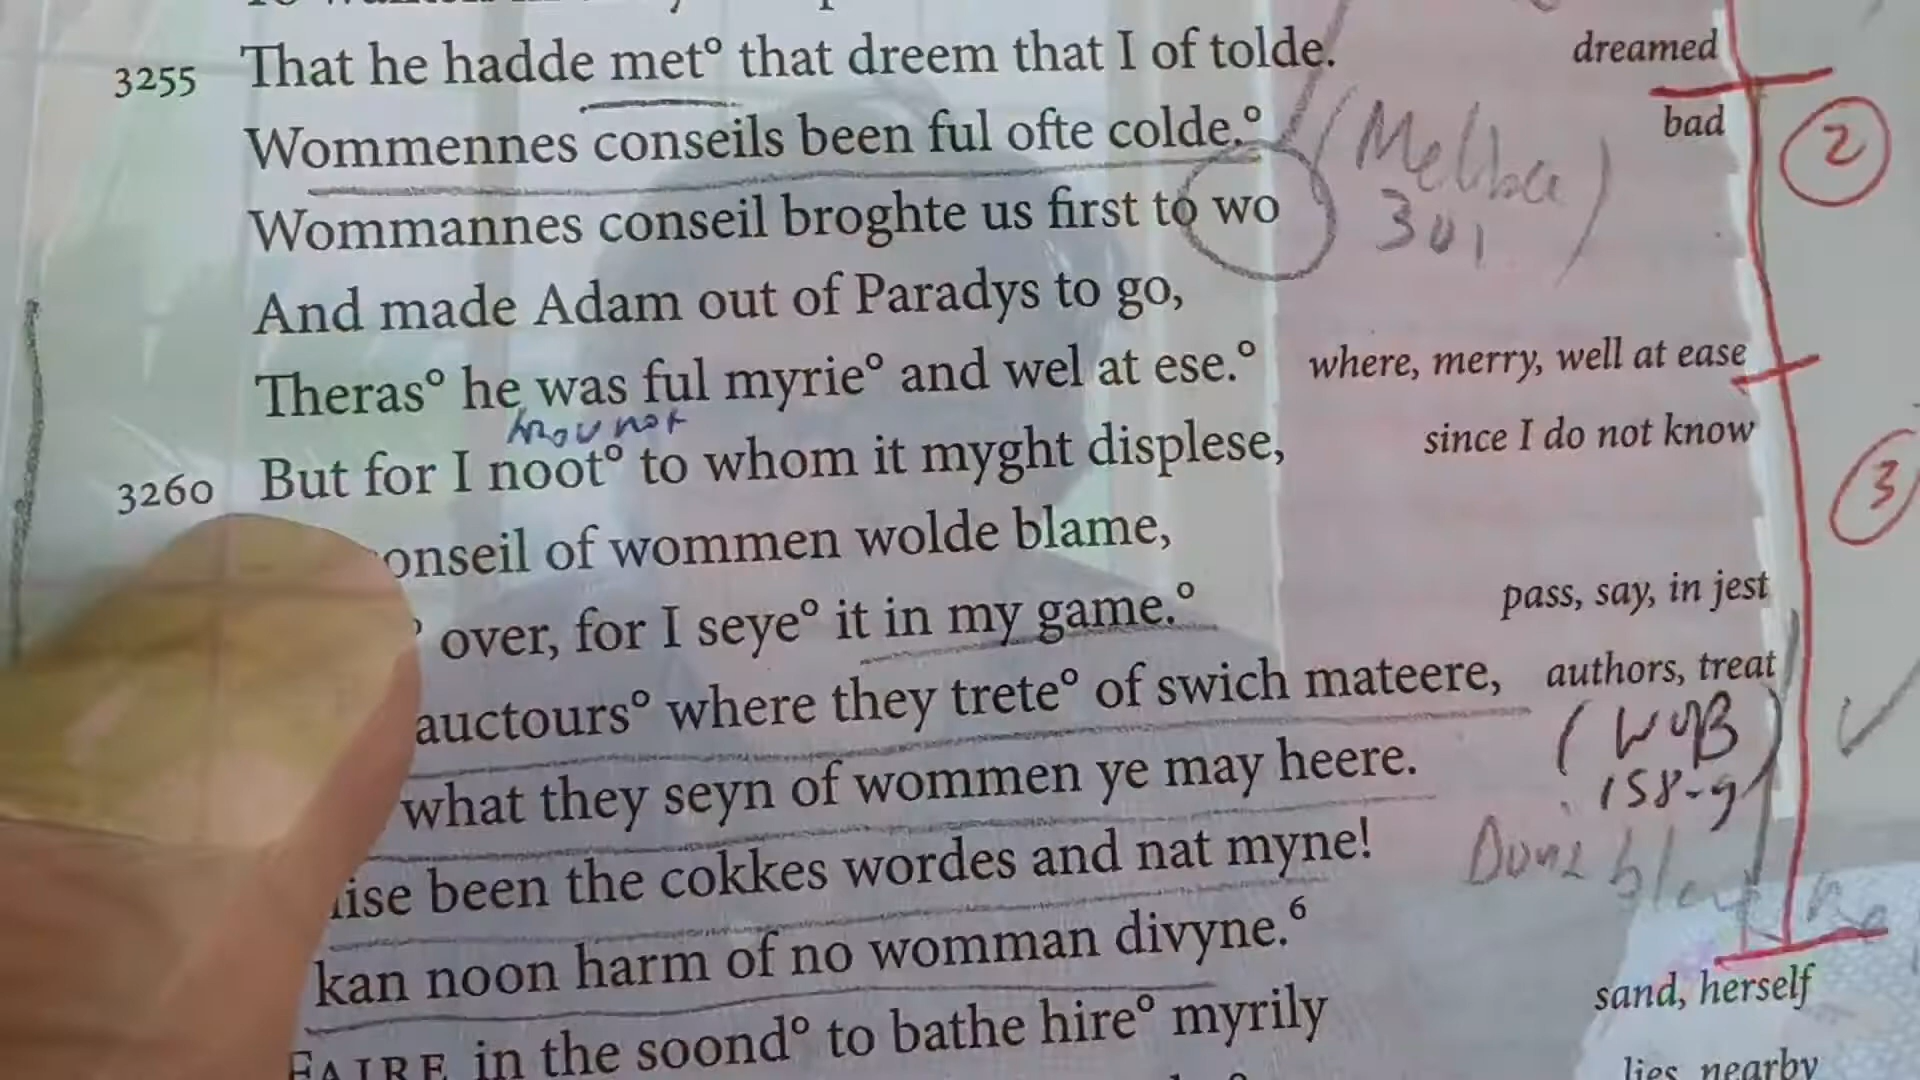 3255 That he hadde met° that dreem that I of tolde. dreamed
Wommennes conseils been ful ofte colde.° bad
2
(Melibee)
301
Wommannes conseil broghte us first to wo
And made Adam out of Paradys to go,
Theras° he was ful myrie° and wel at ese.° where, merry, well at ease
know not
3260 But for I noot° to whom it myght displese, since I do not know
3
onseil of wommen wolde blame,
over, for I seye° it in my game.° pass, say, in jest
auctours° where they trete° of swich mateere, authors, treat
(WoB)
158-9
what they seyn of wommen ye may heere.
ise been the cokkes wordes and nat myne!
kan noon harm of no womman divyne.6
FAIRE in the soond° to bathe hire° myrily sand, herself
lies, nearby